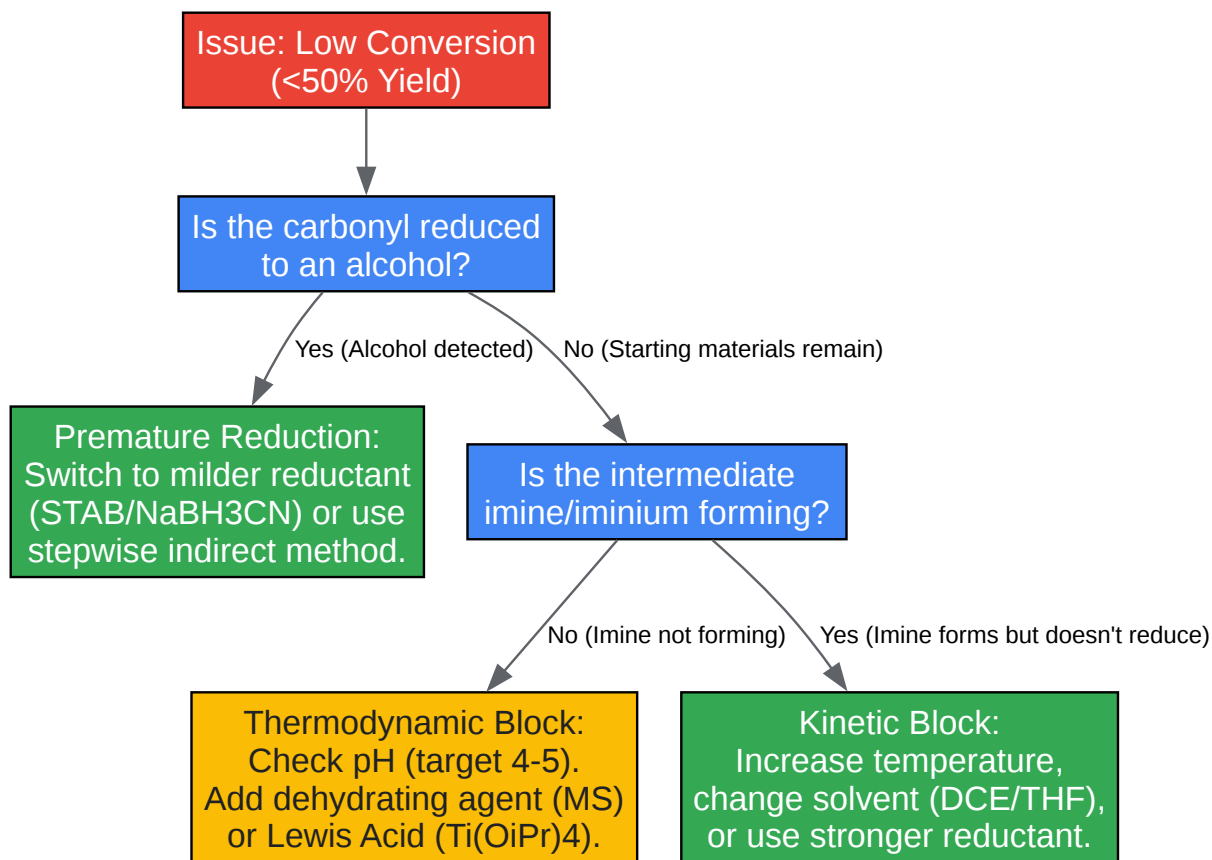 Issue: Low Conversion
(<50% Yield)
Is the carbonyl reduced
to an alcohol?
Yes (Alcohol detected)
No (Starting materials remain)
Premature Reduction:
Switch to milder reductant
(STAB/NaBH3CN) or use
stepwise indirect method.
Is the intermediate
imine/iminium forming?
No (Imine not forming)
Yes (Imine forms but doesn't reduce)
Thermodynamic Block:
Check pH (target 4-5).
Add dehydrating agent (MS)
or Lewis Acid (Ti(OiPr)4).
Kinetic Block:
Increase temperature,
change solvent (DCE/THF),
or use stronger reductant.